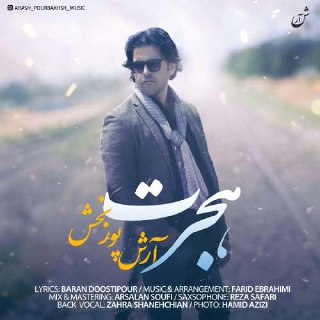 ARASH_POURBAKHSH_MUSIC
هجرت
آرش پوربخش
LYRICS: BARAN DOOSTIPOUR / MUSIC & ARRANGEMENT: FARID EBRAHIMI
MIX & MASTERING: ARSALAN SOUFI / SAXSOPHONE: REZA SAFARI
BACK VOCAL: ZAHRA SHANEHCHIAN / PHOTO: HAMID AZIZI